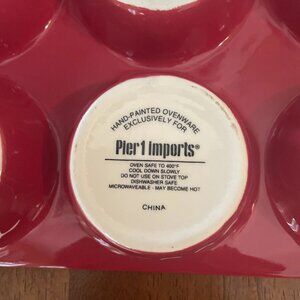 HAND-PAINTED OVENWARE
EXCLUSIVELY FOR
Pier 1 imports®
OVEN SAFE TO 400°F
COOL DOWN SLOWLY
DO NOT USE ON STOVE TOP
DISHWASHER SAFE
MICROWAVEABLE - MAY BECOME HOT
CHINA